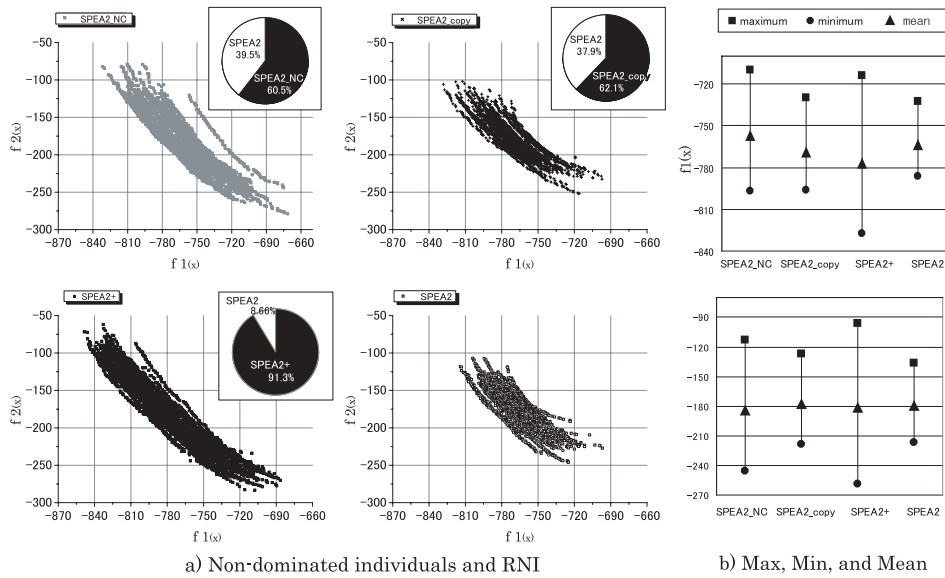 SPEA2_NC
SPEA2
39.5%
SPEA2_NC
60.5%
f 2(x)
-50
-100
-150
-200
-250
-300
-870 -840 -810 -780 -750 -720 -690 -660
f 1(x)
SPEA2_copy
SPEA2
37.9%
SPEA2_copy
62.1%
f 2(x)
-50
-100
-150
-200
-250
-300
-870 -840 -810 -780 -750 -720 -690 -660
f 1(x)
SPEA2+
SPEA2
8.66%
SPEA2+
91.3%
f 2(x)
-50
-100
-150
-200
-250
-300
-870 -840 -810 -780 -750 -720 -690 -660
f 1(x)
SPEA2
f 2(x)
-50
-100
-150
-200
-250
-300
-870 -840 -810 -780 -750 -720 -690 -660
f 1(x)
a) Non-dominated individuals and RNI
maximum minimum mean
f1(x)
-720
-750
-780
-810
-840
SPEA2_NC SPEA2_copy SPEA2+ SPEA2
-90
-120
-150
-180
-210
-240
-270
SPEA2_NC SPEA2_copy SPEA2+ SPEA2
b) Max, Min, and Mean